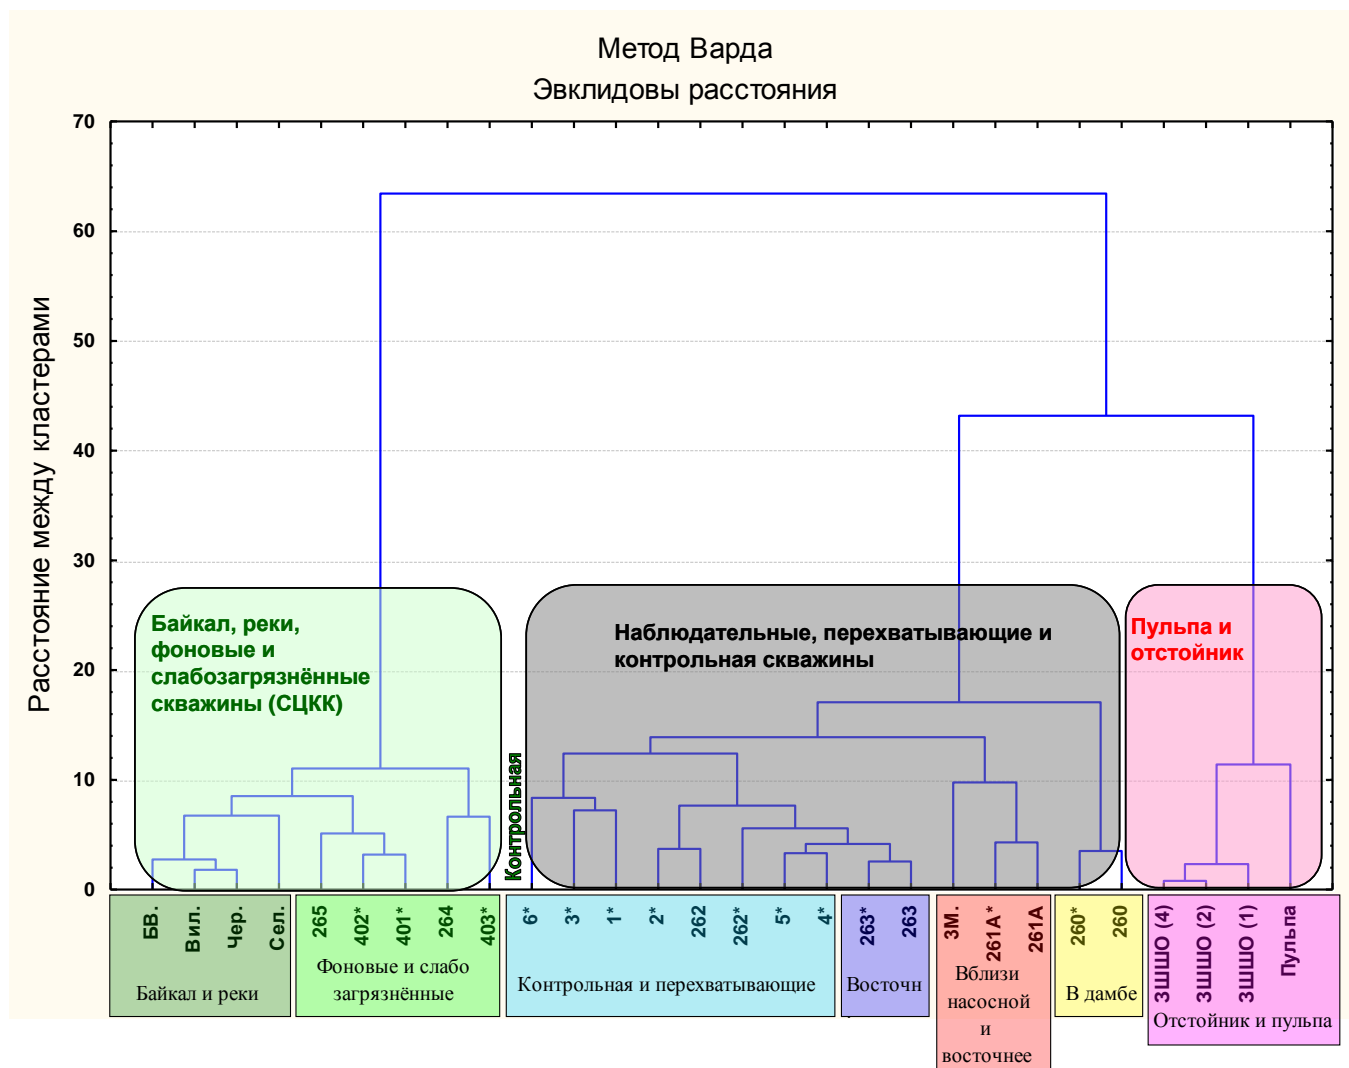 Метод Варда
Эвклидовы расстояния
Расстояние между кластерами
70
60
50
40
30
20
10
0
Байкал, реки,
фоновые и
слабозагрязнённые
скважины (СЦКК)
Контрольная
Наблюдательные, перехватывающие и
контрольная скважины
Пульпа и
отстойник
БВ.
Вил.
Чер.
Сел.
265
402*
401*
264
403*
6*
3*
1*
2*
262
262*
5*
4*
263*
263
3М.
261А*
261А
260*
260
ЗШШО (4)
ЗШШО (2)
ЗШШО (1)
Пульпа
Байкал и реки
Фоновые и слабо
загрязнённые
Контрольная и перехватывающие
Восточн
Вблизи
насосной
и
восточнее
В дамбе
Отстойник и пульпа